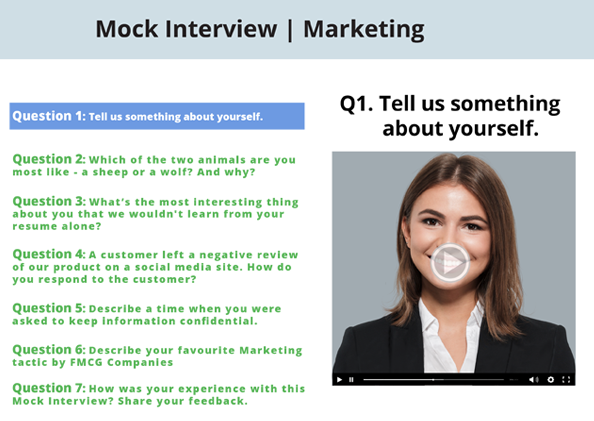 Mock Interview | Marketing
Question 1: Tell us something about yourself.
Question 2: Which of the two animals are you
most like - a sheep or a wolf? And why?
Question 3: What's the most interesting thing
about you that we wouldn't learn from your
resume alone?
Question 4: A customer left a negative review
of our product on a social media site. How do
you respond to the customer?
Question 5: Describe a time when you were
asked to keep information confidential.
Question 6: Describe your favourite Marketing
tactic by FMCG Companies
Question 7: How was your experience with this
Mock Interview? Share your feedback.
Q1. Tell us something
about yourself.